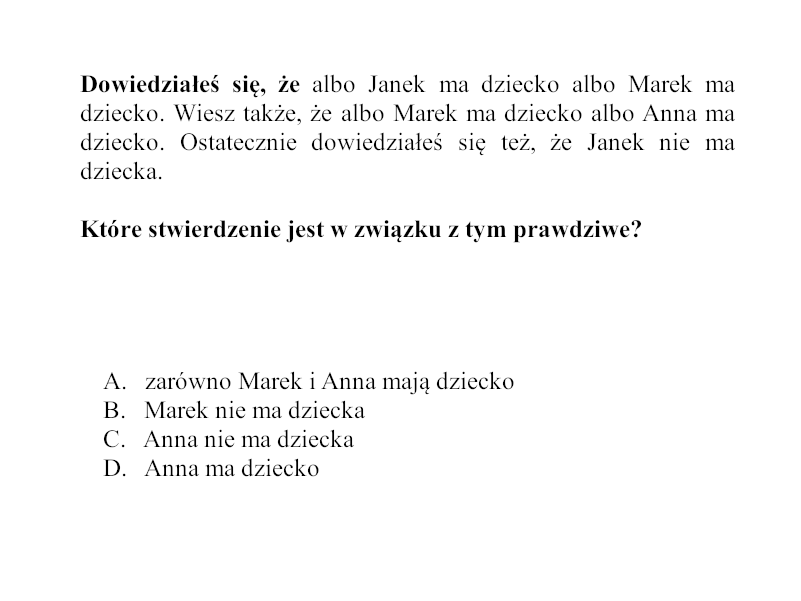 Dowiedziałeś się, że albo Janek ma dziecko albo Marek ma
dziecko. Wiesz także, że albo Marek ma dziecko albo Anna ma
dziecko. Ostatecznie dowiedziałeś się też, że Janek nie ma
dziecka.
Które stwierdzenie jest w związku z tym prawdziwe?
A. zarówno Marek i Anna mają dziecko
B. Marek nie ma dziecka
C. Anna nie ma dziecka
D. Anna ma dziecko